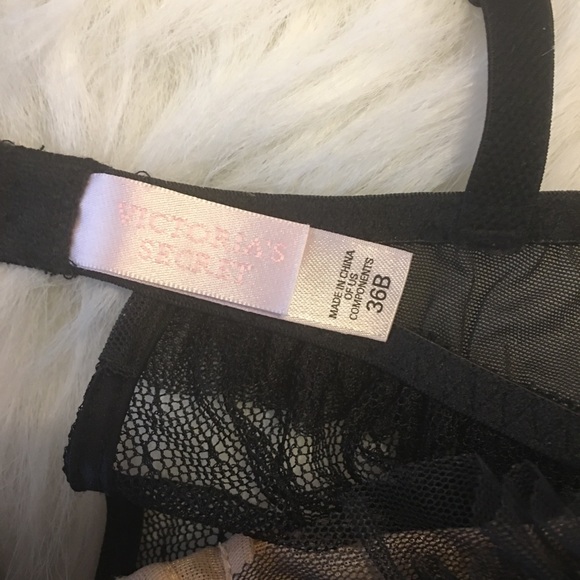 VICTORIA'S
SECRET
MADE IN CHINA
OF US
COMPONENTS
36B